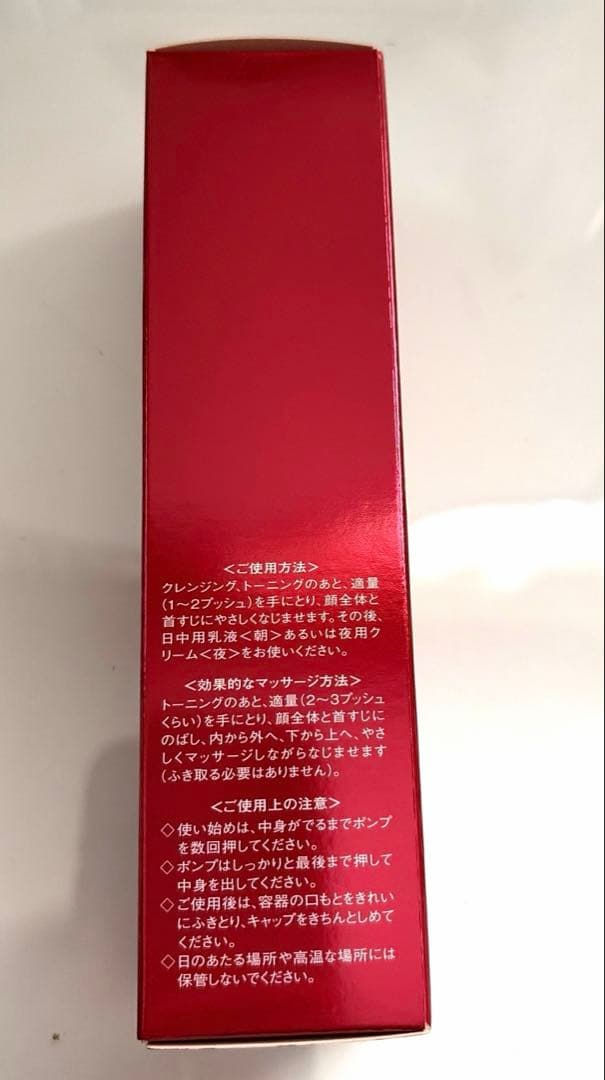 ＜ご使用方法＞
クレンジング、トーニングのあと、適量
（1～2プッシュ）を手にとり、顔全体と
首すじにやさしくなじませます。その後、
日中用乳液＜朝＞あるいは夜用ク
リーム＜夜＞をお使いください。
＜効果的なマッサージ方法＞
トーニングのあと、適量（2～3プッシュ
くらい）を手にとり、顔全体と首すじに
のばし、内から外へ、下から上へ、やさ
しくマッサージしながらなじませます
（ふき取る必要はありません）。
＜ご使用上の注意＞
◇使い始めは、中身がでるまでポンプ
を数回押してください。
◇ポンプはしっかりと最後まで押して
中身を出してください。
◇ご使用後は、容器の口もとをきれい
にふきとり、キャップをきちんとしめて
ください。
◇日のあたる場所や高温な場所には
保管しないでください。